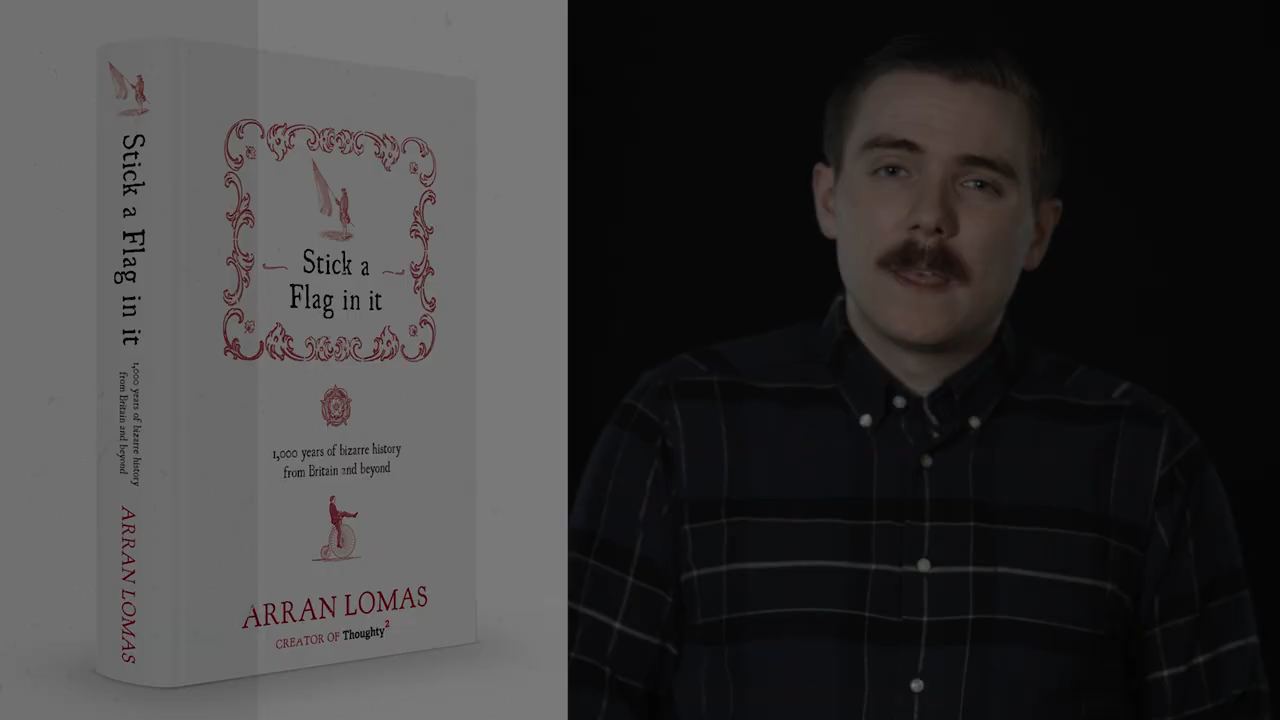 Stick a Flag in it
1,000 years of bizarre history
from Britain and beyond
ARRAN LOMAS
Stick a
Flag in it
1,000 years of bizarre history
from Britain and beyond
ARRAN LOMAS
CREATOR OF Thoughty2